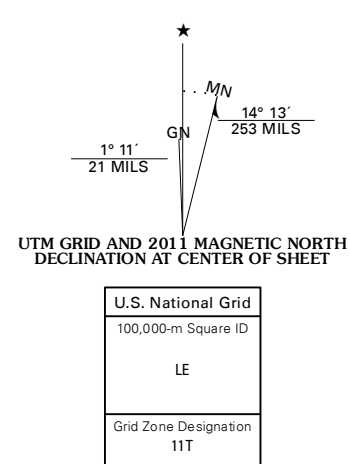 ★
MN
GN
14° 13´
253 MILS
1° 11´
21 MILS
UTM GRID AND 2011 MAGNETIC NORTH
DECLINATION AT CENTER OF SHEET
U.S. National Grid
100,000-m Square ID
LE
Grid Zone Designation
11T